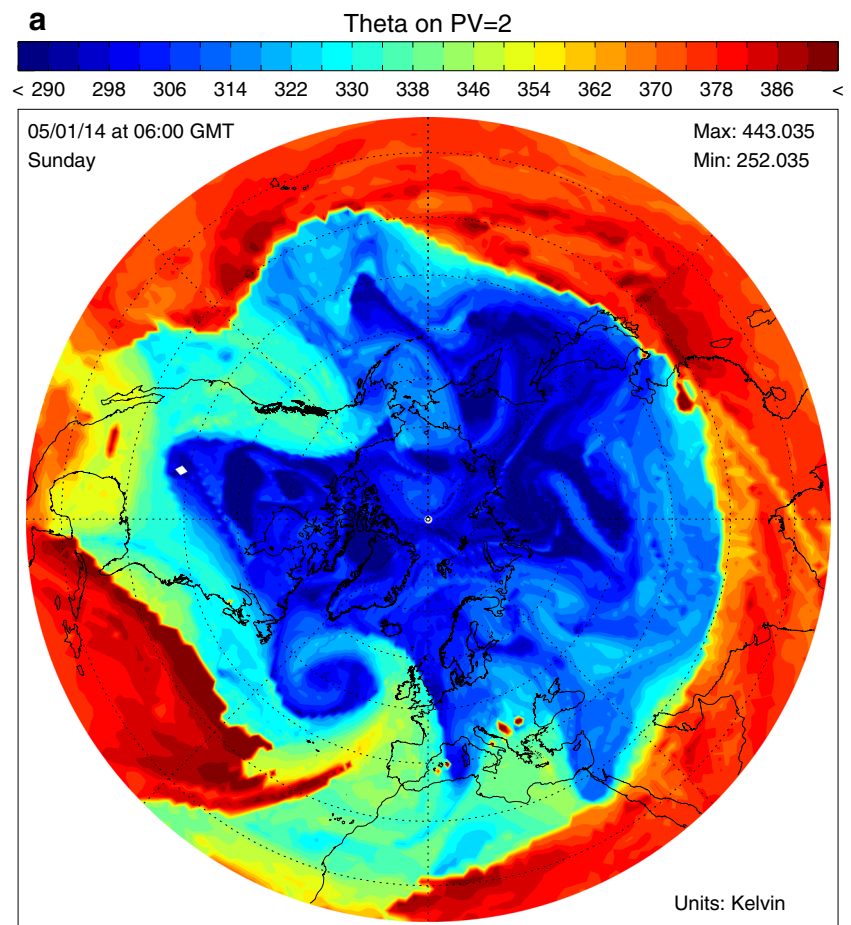 a
Theta on PV=2
< 290 298 306 314 322 330 338 346 354 362 370 378 386 <
05/01/14 at 06:00 GMT
Sunday
Max: 443.035
Min: 252.035
Units: Kelvin